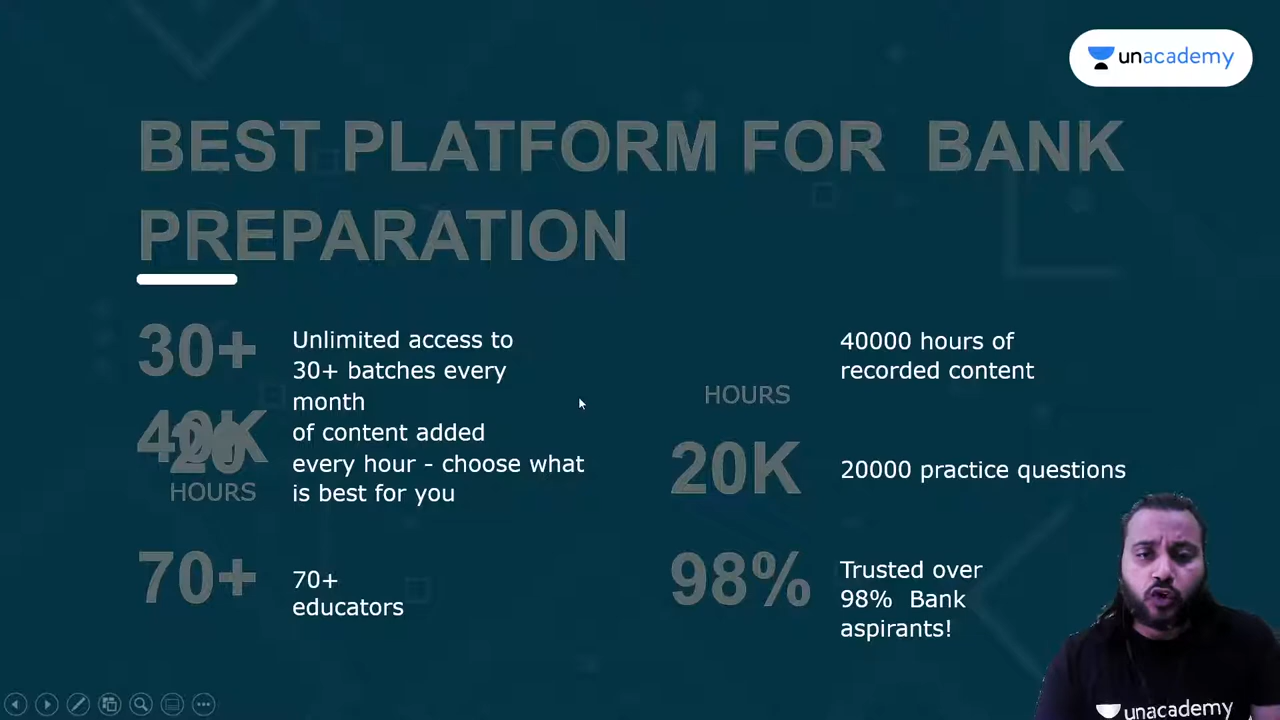 unacademy
BEST PLATFORM FOR BANK
PREPARATION
30+
Unlimited access to
30+ batches every
month
40K
20
HOURS
of content added
every hour - choose what
is best for you
70+
70+
educators
HOURS
40000 hours of
recorded content
20K
20000 practice questions
98%
Trusted over
98% Bank
aspirants!
unacademy